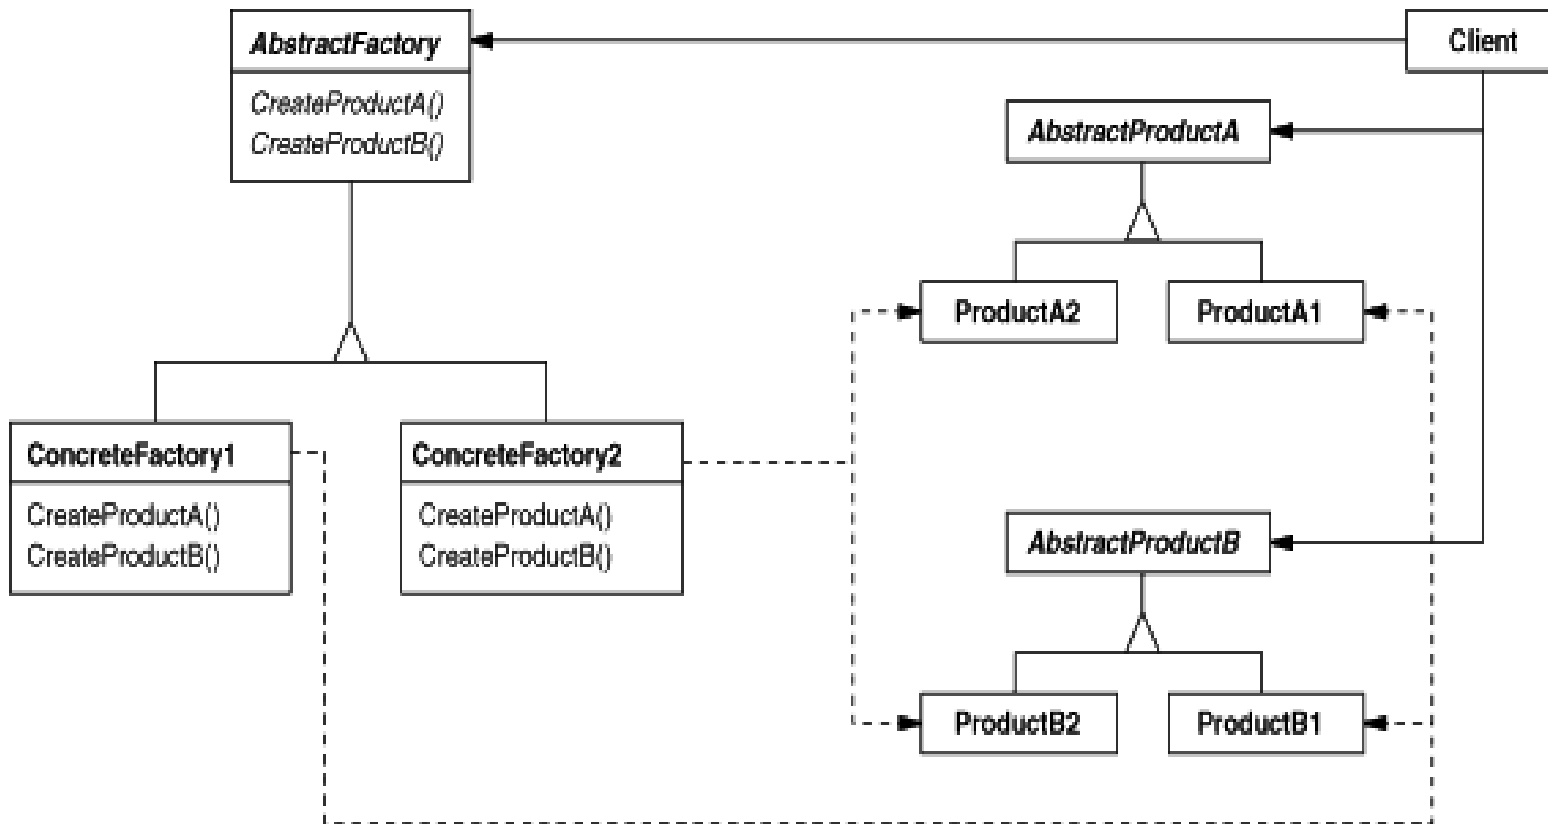 AbstractFactory
CreateProductA()
CreateProductB()
Client
AbstractProductA
ProductA2
ProductA1
ConcreteFactory1
CreateProductA()
CreateProductB()
ConcreteFactory2
CreateProductA()
CreateProductB()
AbstractProductB
ProductB2
ProductB1